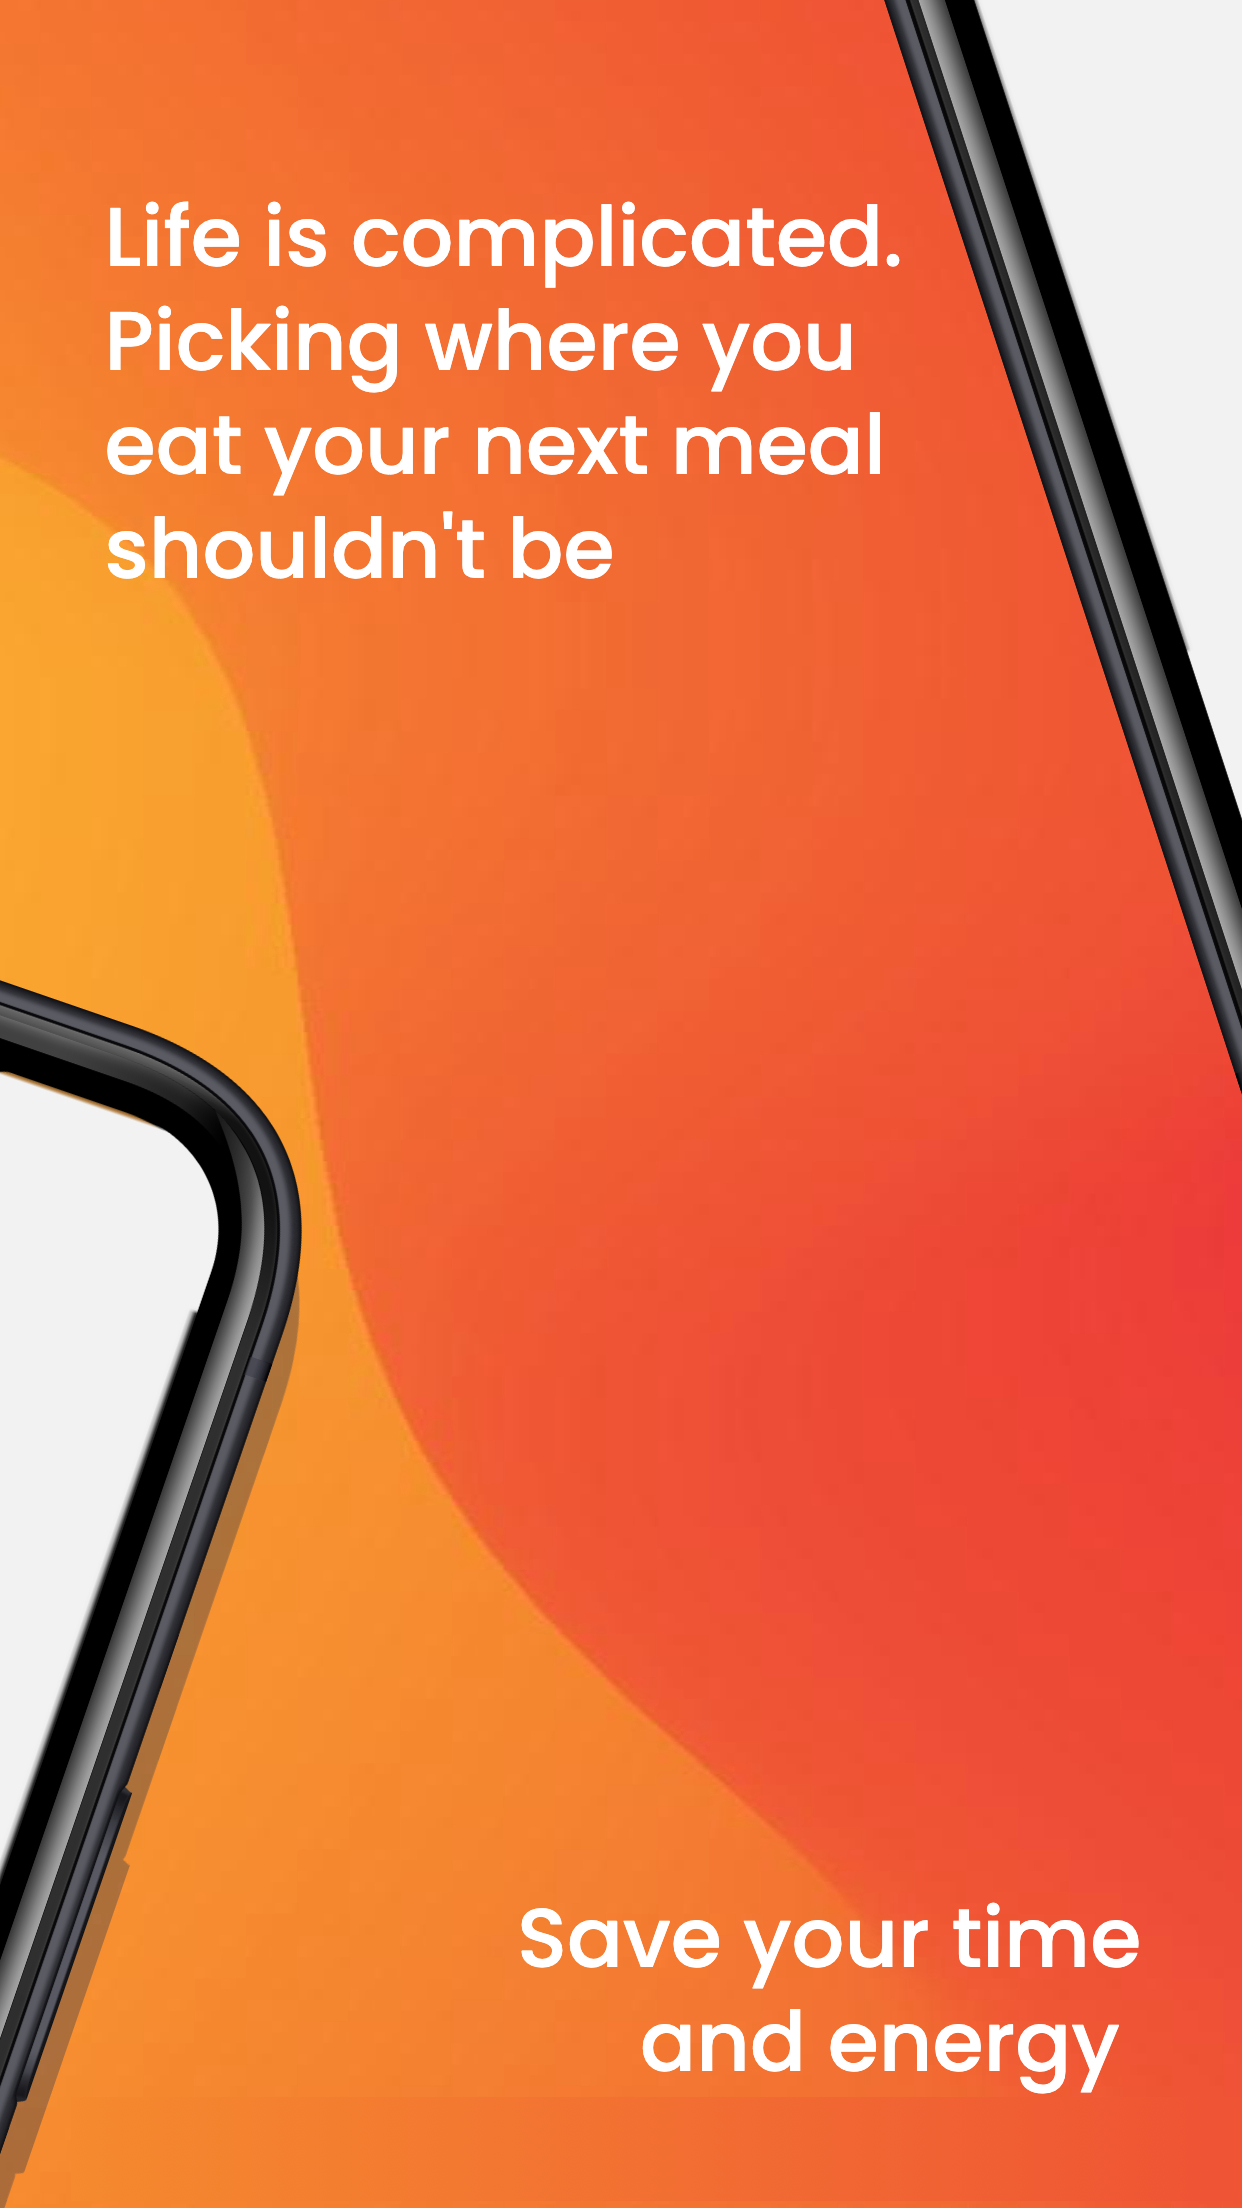 Life is complicated.
Picking where you
eat your next meal
shouldn't be
Save your time
and energy